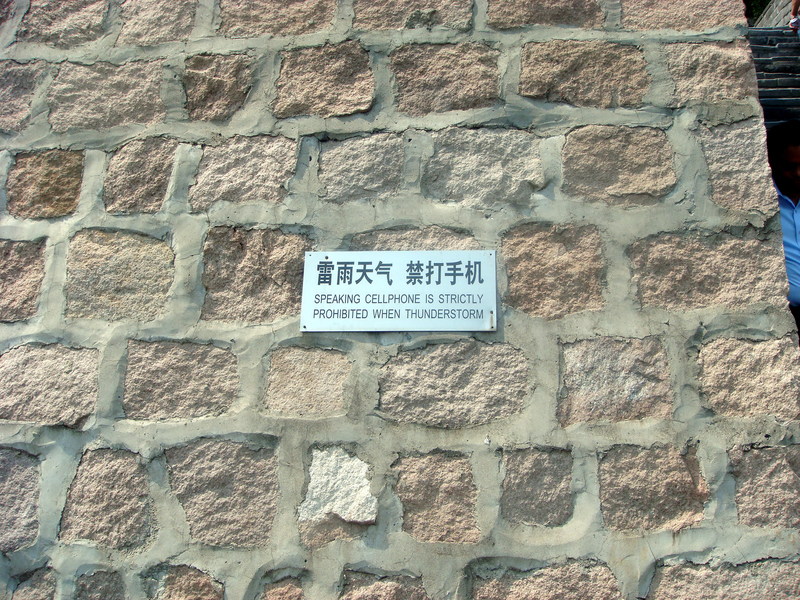 雷雨天气 禁打手机
SPEAKING CELLPHONE IS STRICTLY
PROHIBITED WHEN THUNDERSTORM